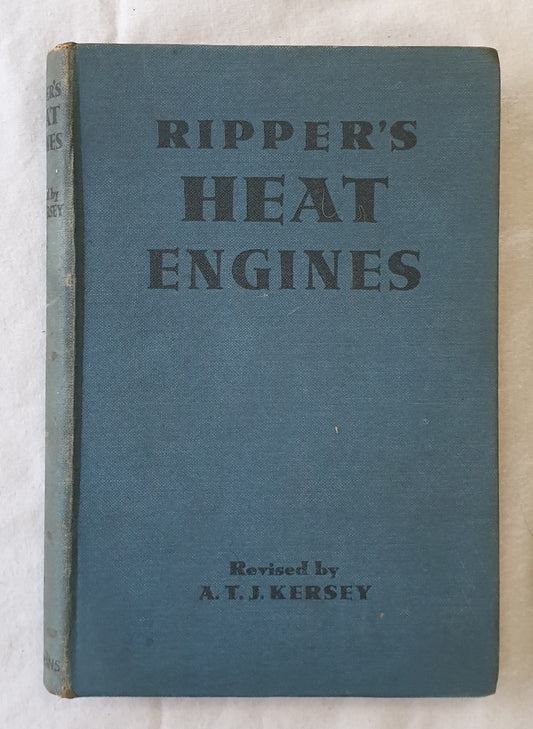 RIPPER'S
HEAT
ENGINES
Revised by
A. T. J. KERSEY